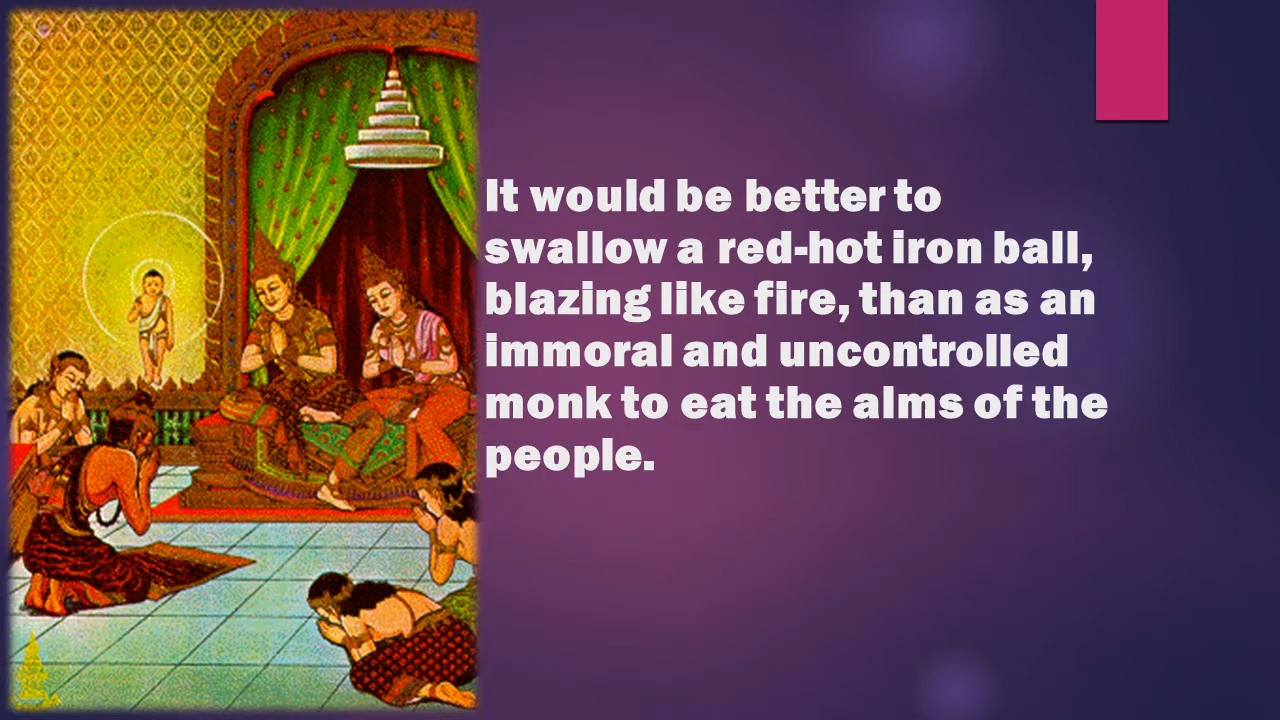 It would be better to
swallow a red-hot iron ball,
blazing like fire, than as an
immoral and uncontrolled
monk to eat the alms of the
people.